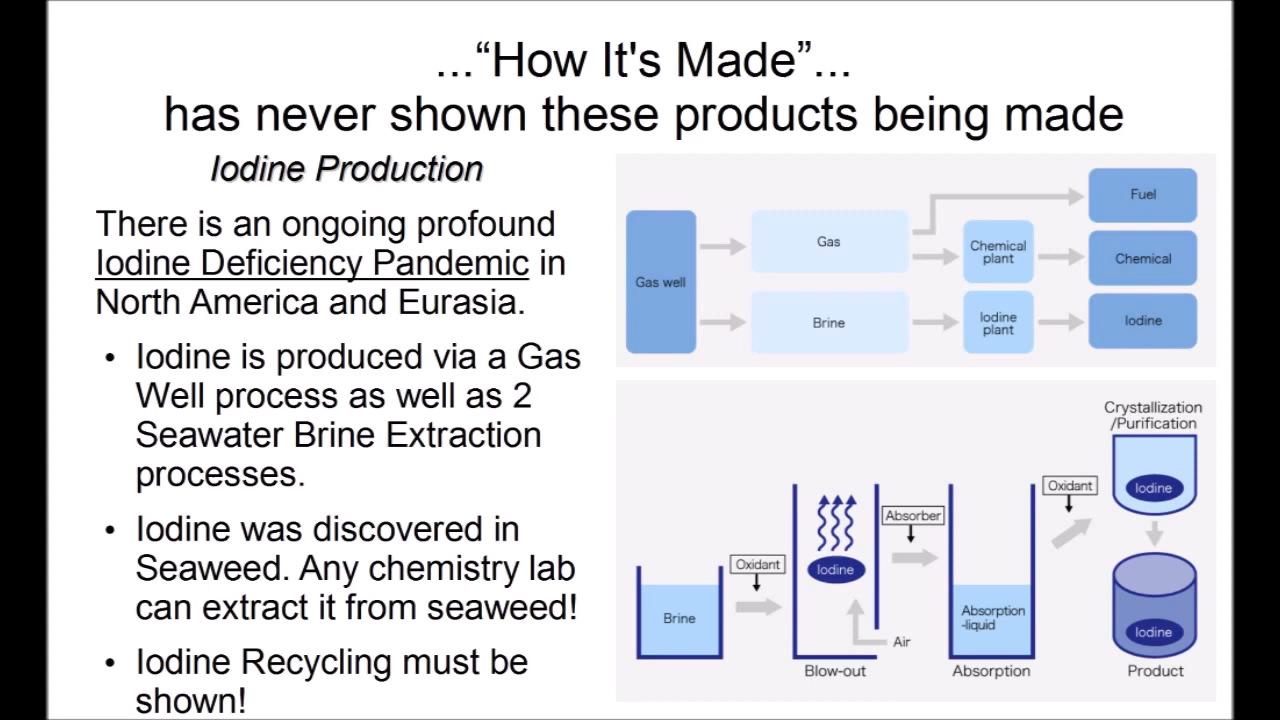 ...“How It's Made”...
has never shown these products being made
Iodine Production
There is an ongoing profound
Iodine Deficiency Pandemic in
North America and Eurasia.
• Iodine is produced via a Gas
Well process as well as 2
Seawater Brine Extraction
processes.
• Iodine was discovered in
Seaweed. Any chemistry lab
can extract it from seaweed!
• Iodine Recycling must be
shown!
Gas well
Gas
Brine
Chemical
plant
Iodine
plant
Fuel
Chemical
Iodine
Brine
Oxidant
Iodine
Air
Blow-out
Absorber
Absorption
-liquid
Absorption
Oxidant
Crystallization
/Purification
Iodine
Iodine
Product